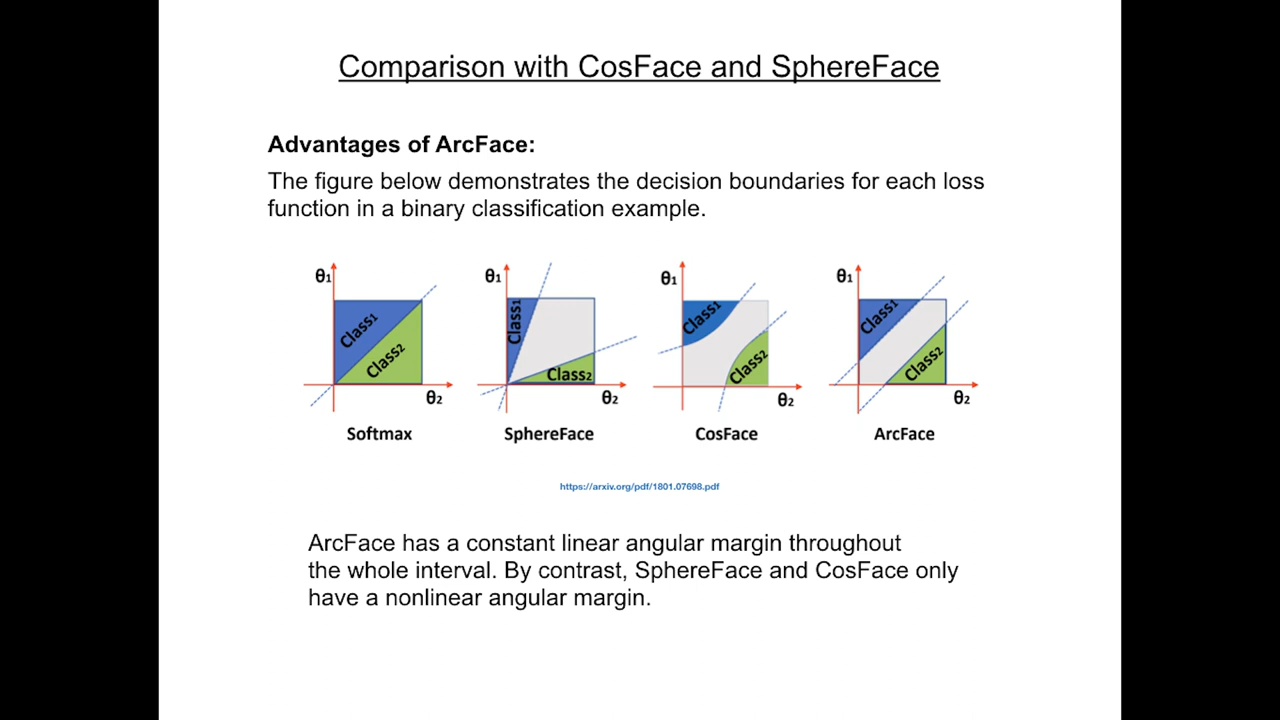 Comparison with CosFace and SphereFace
Advantages of ArcFace:
The figure below demonstrates the decision boundaries for each loss
function in a binary classification example.
θ1 θ1 θ1 θ1
Class1 Class1 Class1 Class1
Class2 Class2 Class2 Class2
θ2 θ2 θ2 θ2
Softmax SphereFace CosFace ArcFace
https://arxiv.org/pdf/1801.07698.pdf
ArcFace has a constant linear angular margin throughout
the whole interval. By contrast, SphereFace and CosFace only
have a nonlinear angular margin.